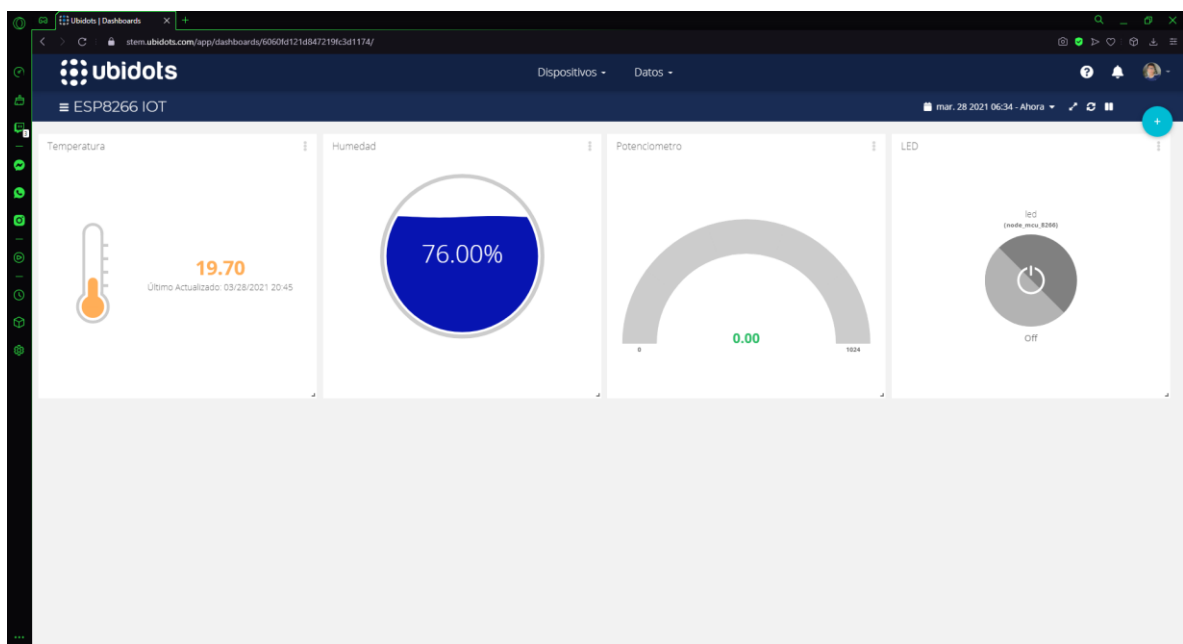 Ubidots | Dashboards
stem.ubidots.com/app/dashboards/6060fd121d847219fc3d1174/
ubidots
Dispositivos
Datos
ESP8266 IOT
mar. 28 2021 06:34 - Ahora
Temperatura
19.70
Último Actualizado: 03/28/2021 20:45
Humedad
76.00%
Potenciometro
0.00
0
1024
LED
led
(node_mcu_8266)
Off